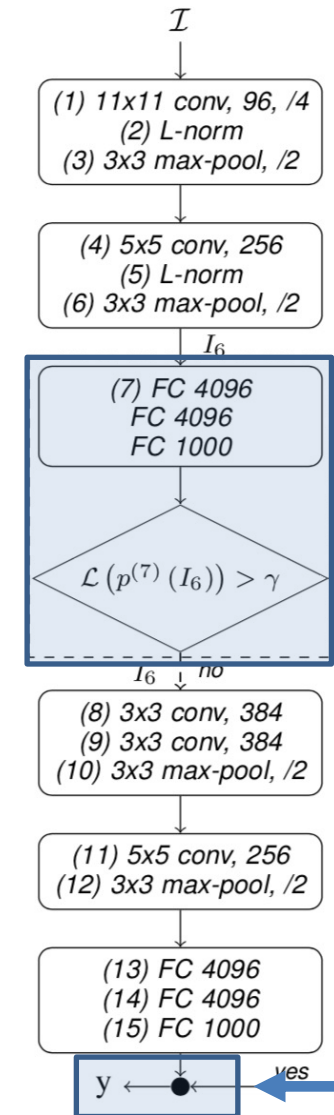 I
(1) 11x11 conv, 96, /4
(2) L-norm
(3) 3x3 max-pool, /2
(4) 5x5 conv, 256
(5) L-norm
(6) 3x3 max-pool, /2
I_6
(7) FC 4096
FC 4096
FC 1000
ℒ (p^{(7)} (I_6)) > γ
I_6 no
(8) 3x3 conv, 384
(9) 3x3 conv, 384
(10) 3x3 max-pool, /2
(11) 5x5 conv, 256
(12) 3x3 max-pool, /2
(13) FC 4096
(14) FC 4096
(15) FC 1000
y yes